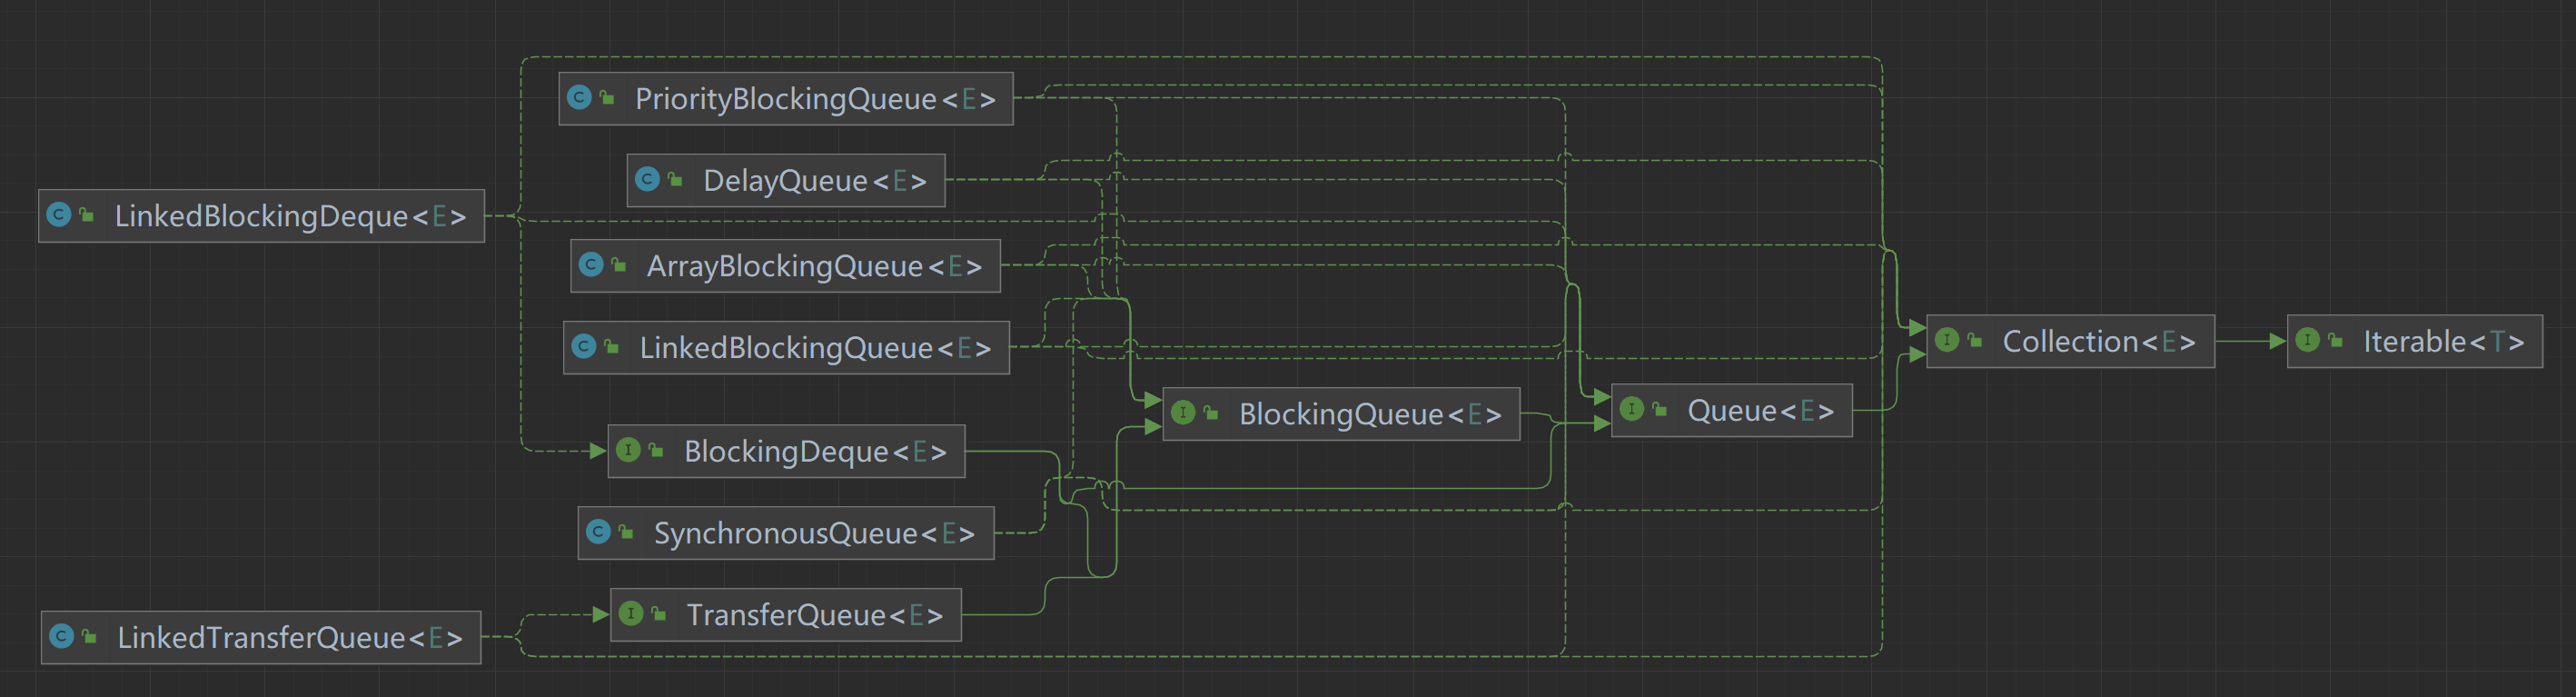 PriorityBlockingQueue<E>
DelayQueue<E>
LinkedBlockingDeque<E>
ArrayBlockingQueue<E>
LinkedBlockingQueue<E>
Collection<E>
Iterable<T>
BlockingQueue<E>
Queue<E>
BlockingDeque<E>
SynchronousQueue<E>
TransferQueue<E>
LinkedTransferQueue<E>